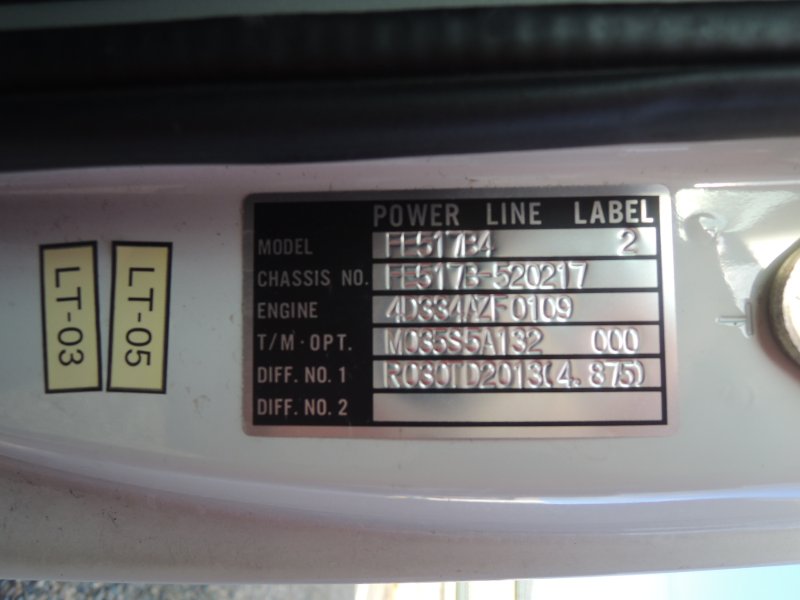 POWER LINE LABEL
MODEL FE517B4 2
CHASSIS NO. FE517B-520217
ENGINE 4D334AZF0109
T/M·OPT. M035S5A132 000
DIFF. NO. 1 R030TD2013(4.875)
DIFF. NO. 2
LT-03
LT-05